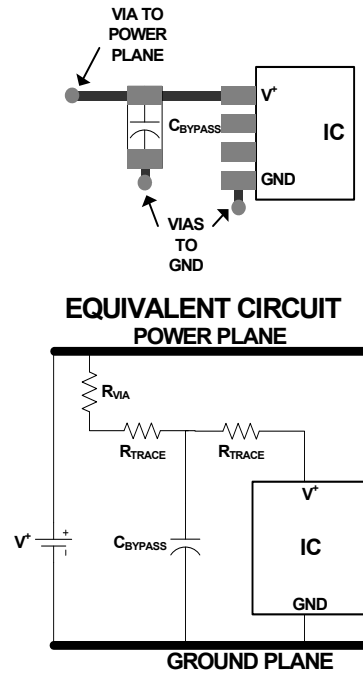 VIA TO
POWER
PLANE
V+
CBYPASS
IC
GND
VIAS
TO
GND
EQUIVALENT CIRCUIT
POWER PLANE
RVIA
RTRACE
RTRACE
V+
V+
+
-
CBYPASS
IC
GND
GROUND PLANE